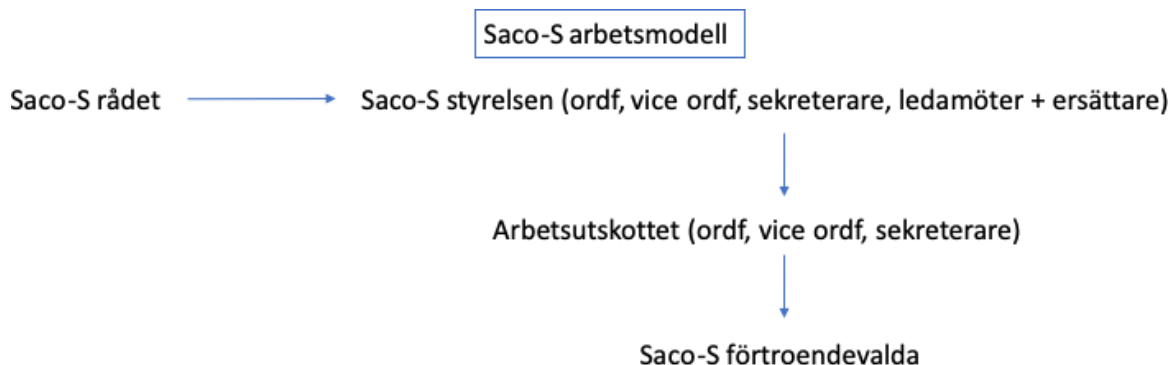 Saco-S arbetsmodell
Saco-S rådet
Saco-S styrelsen (ordf, vice ordf, sekreterare, ledamöter + ersättare)
Arbetsutskottet (ordf, vice ordf, sekreterare)
Saco-S förtroendevalda